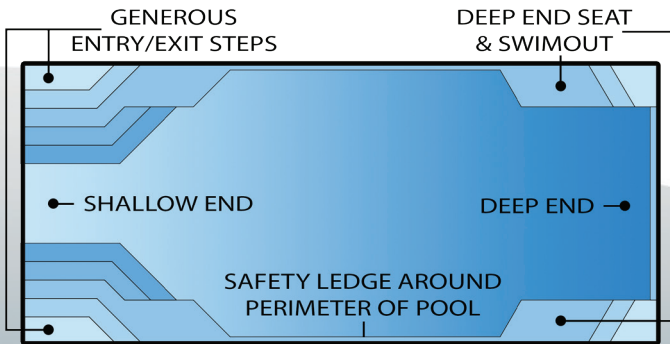 GENEROUS
ENTRY/EXIT STEPS
DEEP END SEAT
& SWIMOUT
SHALLOW END
DEEP END
SAFETY LEDGE AROUND
PERIMETER OF POOL